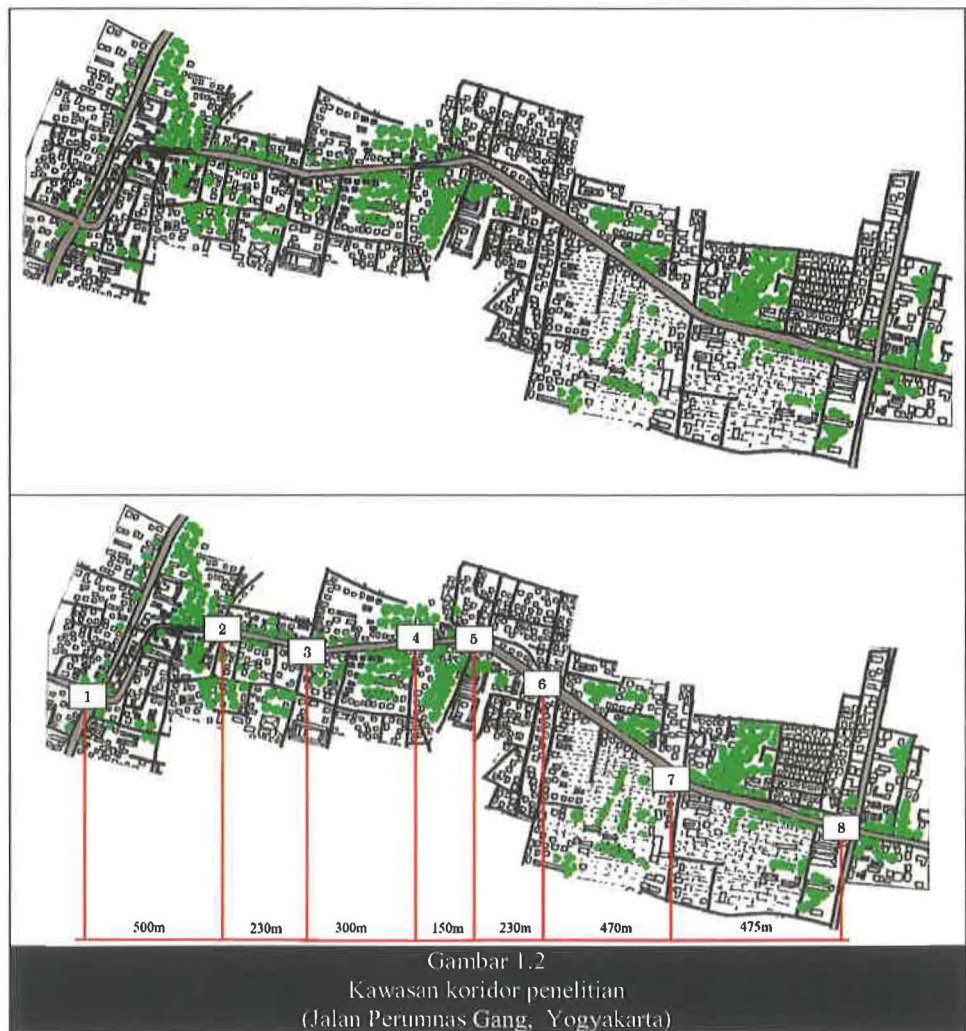 2
4
5
3
6
1
7
8
500m 230m 300m 150m 230m 470m 475m
Gambar 1.2
Kawasan koridor penelitian
(Jalan Perumnas Gang, Yogyakarta)